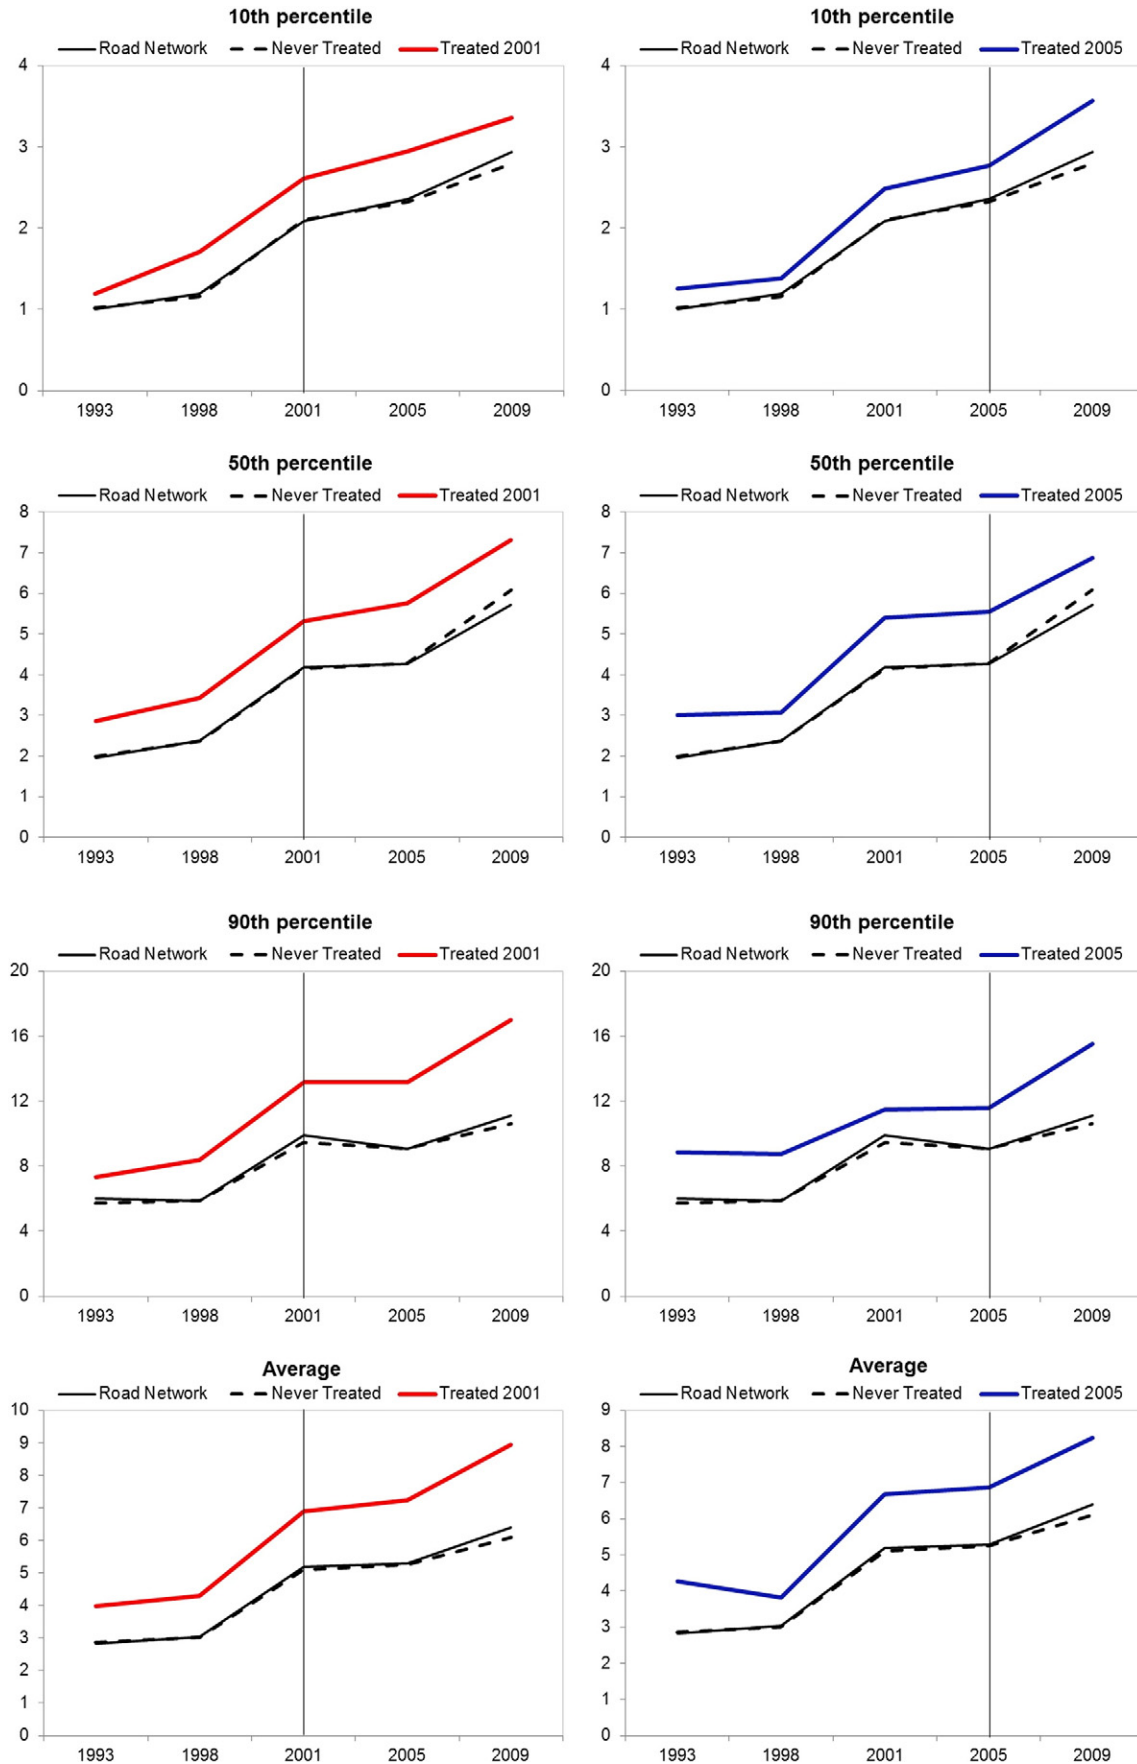 10th percentile
Road Network Never Treated Treated 2001
4
3
2
1
0
1993 1998 2001 2005 2009
10th percentile
Road Network Never Treated Treated 2005
4
3
2
1
0
1993 1998 2001 2005 2009
50th percentile
Road Network Never Treated Treated 2001
8
7
6
5
4
3
2
1
0
1993 1998 2001 2005 2009
50th percentile
Road Network Never Treated Treated 2005
8
7
6
5
4
3
2
1
0
1993 1998 2001 2005 2009
90th percentile
Road Network Never Treated Treated 2001
20
16
12
8
4
0
1993 1998 2001 2005 2009
90th percentile
Road Network Never Treated Treated 2005
20
16
12
8
4
0
1993 1998 2001 2005 2009
Average
Road Network Never Treated Treated 2001
10
9
8
7
6
5
4
3
2
1
0
1993 1998 2001 2005 2009
Average
Road Network Never Treated Treated 2005
9
8
7
6
5
4
3
2
1
0
1993 1998 2001 2005 2009